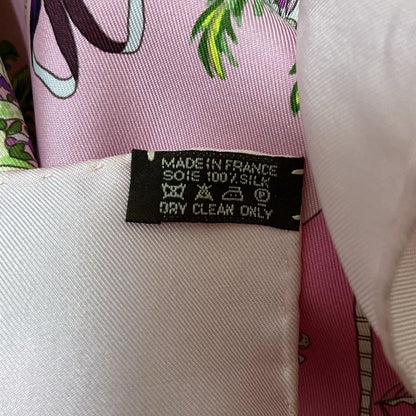 MADE IN FRANCE
SOIE 100% SILK
DRY CLEAN ONLY